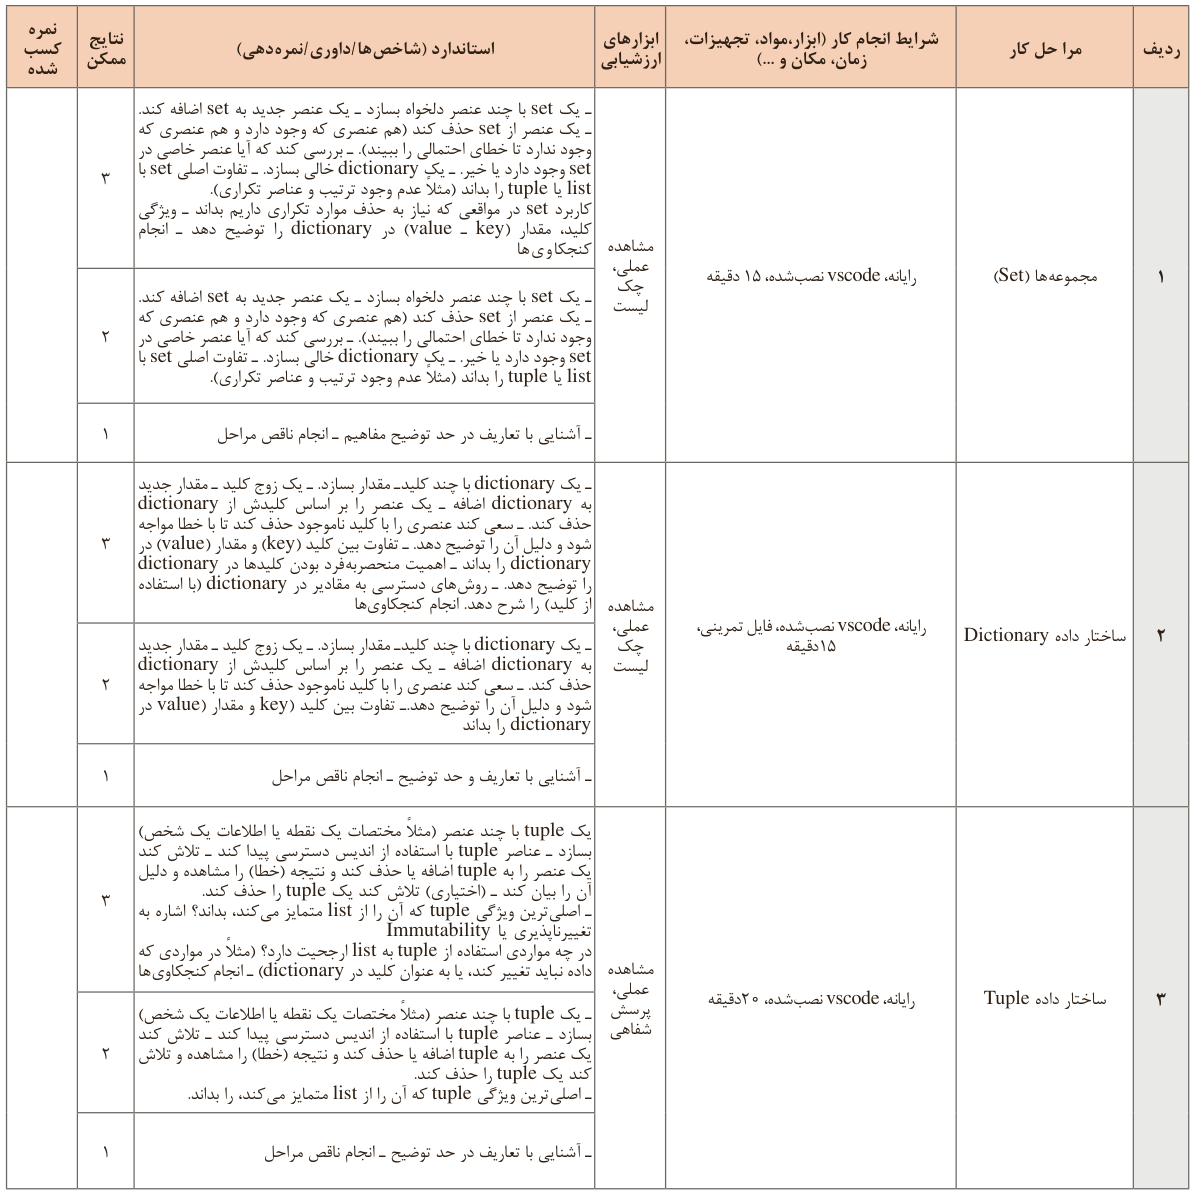 ردیف
مرا حل کار
شرایط انجام کار (ابزار،مواد، تجهیزات،
زمان، مکان و ...)
ابزارهای
ارزشیابی
استاندارد (شاخص‌ها/داوری/نمره‌دهی)
نتایج
ممکن
نمره
کسب
شده
۱
مجموعه‌ها (Set)
رایانه، vscode نصب‌شده، ۱۵ دقیقه
مشاهده
عملی،
چک
لیست
ـ یک set با چند عنصر دلخواه بسازد ـ یک عنصر جدید به set اضافه کند.
ـ یک عنصر از set حذف کند (هم عنصری که وجود دارد و هم عنصری که
وجود ندارد تا خطای احتمالی را ببیند). ـ بررسی کند که آیا عنصر خاصی در
set وجود دارد یا خیر. ـ یک dictionary خالی بسازد. ـ تفاوت اصلی set با
list یا tuple را بداند (مثلاً عدم وجود ترتیب و عناصر تکراری).
کاربرد set در مواقعی که نیاز به حذف موارد تکراری داریم بداند ـ ویژگی
کلید، مقدار (key ـ value) در dictionary را توضیح دهد ـ انجام
کنجکاوی‌ها
۳
ـ یک set با چند عنصر دلخواه بسازد ـ یک عنصر جدید به set اضافه کند.
ـ یک عنصر از set حذف کند (هم عنصری که وجود دارد و هم عنصری که
وجود ندارد تا خطای احتمالی را ببیند). ـ بررسی کند که آیا عنصر خاصی در
set وجود دارد یا خیر. ـ یک dictionary خالی بسازد. ـ تفاوت اصلی set با
list یا tuple را بداند (مثلاً عدم وجود ترتیب و عناصر تکراری).
۲
ـ آشنایی با تعاریف در حد توضیح مفاهیم ـ انجام ناقص مراحل
۱
۲
ساختار داده Dictionary
رایانه، vscode نصب‌شده، فایل تمرینی،
۱۵دقیقه
مشاهده
عملی،
چک
لیست
ـ یک dictionary با چند کلیدـ مقدار بسازد. ـ یک زوج کلید ـ مقدار جدید
به dictionary اضافه ـ یک عنصر را بر اساس کلیدش از dictionary
حذف کند. ـ سعی کند عنصری را با کلید ناموجود حذف کند تا با خطا مواجه
شود و دلیل آن را توضیح دهد. ـ تفاوت بین کلید (key) و مقدار (value) در
dictionary را بداند ـ اهمیت منحصربه‌فرد بودن کلیدها در dictionary
را توضیح دهد. ـ روش‌های دسترسی به مقادیر در dictionary (با استفاده
از کلید) را شرح دهد. انجام کنجکاوی‌ها
۳
ـ یک dictionary با چند کلیدـ مقدار بسازد. ـ یک زوج کلید ـ مقدار جدید
به dictionary اضافه ـ یک عنصر را بر اساس کلیدش از dictionary
حذف کند. ـ سعی کند عنصری را با کلید ناموجود حذف کند تا با خطا مواجه
شود و دلیل آن را توضیح دهد.ـ تفاوت بین کلید (key و مقدار (value در
dictionary را بداند
۲
ـ آشنایی با تعاریف و حد توضیح ـ انجام ناقص مراحل
۱
۳
ساختار داده Tuple
رایانه، vscode نصب‌شده، ۲۰دقیقه
مشاهده
عملی،
پرسش
شفاهی
یک tuple با چند عنصر (مثلاً مختصات یک نقطه یا اطلاعات یک شخص)
بسازد ـ عناصر tuple با استفاده از اندیس دسترسی پیدا کند ـ تلاش کند
یک عنصر را به tuple اضافه یا حذف کند و نتیجه (خطا) را مشاهده و دلیل
آن را بیان کند ـ (اختیاری) تلاش کند یک tuple را حذف کند.
ـ اصلی‌ترین ویژگی tuple که آن را از list متمایز می‌کند، بداند؟ اشاره به
تغییرناپذیری یا Immutability
در چه مواردی استفاده از tuple به list ارجحیت دارد؟ (مثلاً در مواردی که
داده نباید تغییر کند، یا به عنوان کلید در dictionary) ـ انجام کنجکاوی‌ها
۳
ـ یک tuple با چند عنصر (مثلاً مختصات یک نقطه یا اطلاعات یک شخص)
بسازد ـ عناصر tuple با استفاده از اندیس دسترسی پیدا کند ـ تلاش کند
یک عنصر را به tuple اضافه یا حذف کند و نتیجه (خطا) را مشاهده و تلاش
کند یک tuple را حذف کند.
ـ اصلی‌ترین ویژگی tuple که آن را از list متمایز می‌کند، را بداند.
۲
ـ آشنایی با تعاریف در حد توضیح ـ انجام ناقص مراحل
۱